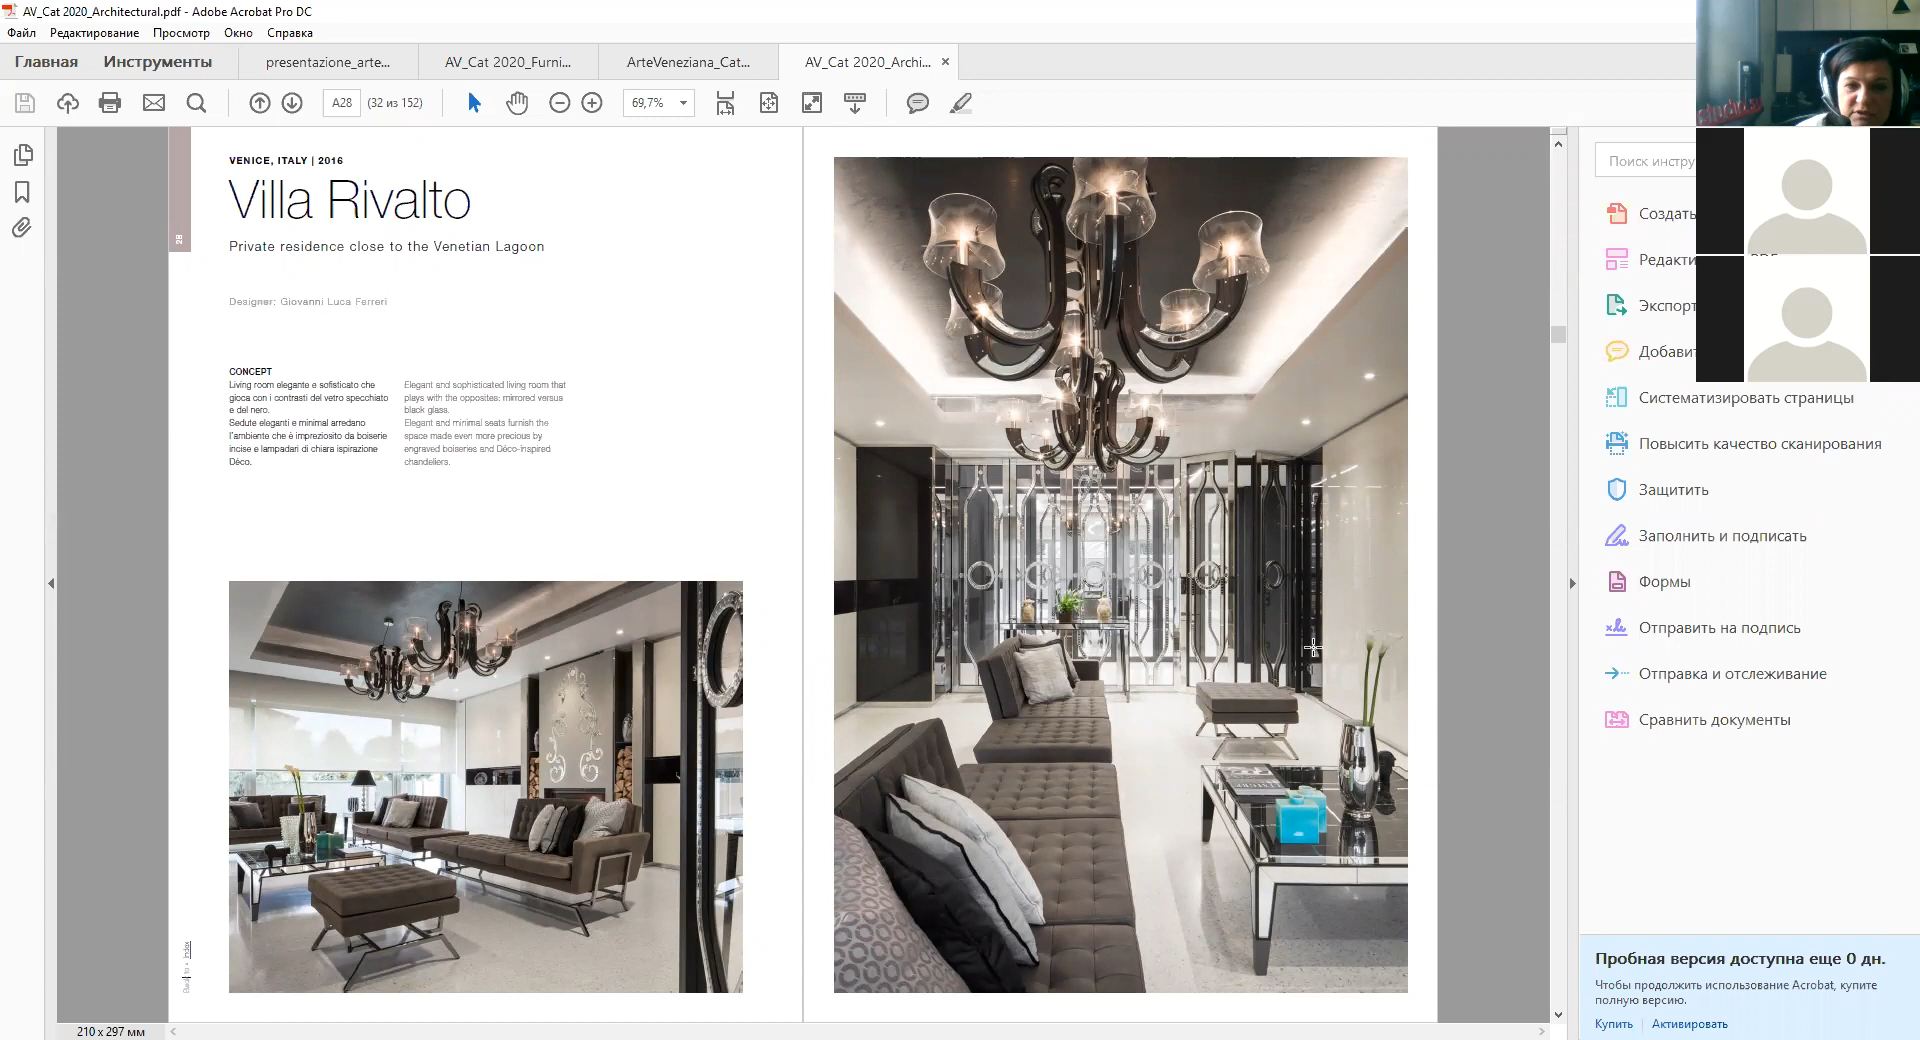 AV_Cat 2020_Architectural.pdf - Adobe Acrobat Pro DC
Файл Редактирование Просмотр Окно Справка
Главная Инструменты presentazione_arte... AV_Cat 2020_Furni... ArteVeneziana_Cat... AV_Cat 2020_Archi...
A28 (32 из 152) 69,7%
28
VENICE, ITALY | 2016
Villa Rivalto
Private residence close to the Venetian Lagoon
Designer: Giovanni Luca Ferreri
CONCEPT
Living room elegante e sofisticato che
gioca con i contrasti del vetro specchiato
e del nero.
Sedute eleganti e minimal arredano
l'ambiente che è impreziosito da boiserie
incise e lampadari di chiara ispirazione
Déco.
Elegant and sophisticated living room that
plays with the opposites: mirrored versus
black glass.
Elegant and minimal seats furnish the
space made even more precious by
engraved boiseries and Déco-inspired
chandeliers.
Back to • Index
210 x 297 мм
Поиск инстру
Создать
Редакти
Экспорт
Добавит
Систематизировать страницы
Повысить качество сканирования
Защитить
Заполнить и подписать
Формы
Отправить на подпись
Отправка и отслеживание
Сравнить документы
Пробная версия доступна еще 0 дн.
Чтобы продолжить использование Acrobat, купите
полную версию.
Купить Активировать